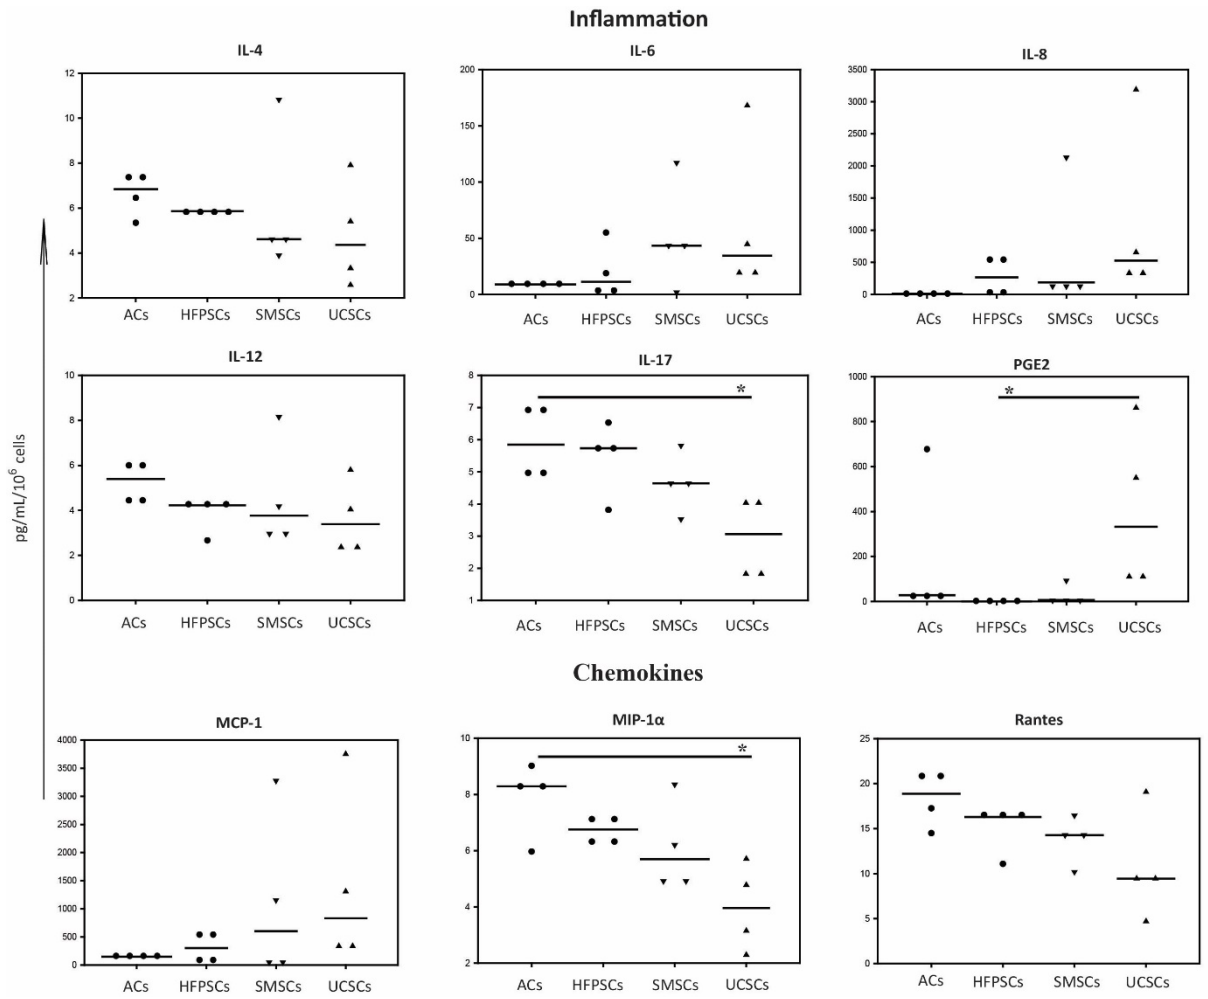 Inflammation
IL-4
IL-6
IL-8
12
10
8
6
4
2
ACs HFPSCs SMSCs UCSCs
200
150
100
50
0
ACs HFPSCs SMSCs UCSCs
3500
3000
2500
2000
1500
1000
500
0
ACs HFPSCs SMSCs UCSCs
pg/mL/10⁶ cells
IL-12
IL-17
PGE2
10
8
6
4
2
0
ACs HFPSCs SMSCs UCSCs
8
7
6
5
4
3
2
1
*
ACs HFPSCs SMSCs UCSCs
1000
800
600
400
200
0
*
ACs HFPSCs SMSCs UCSCs
Chemokines
MCP-1
MIP-1α
Rantes
4000
3500
3000
2500
2000
1500
1000
500
0
ACs HFPSCs SMSCs UCSCs
10
8
6
4
2
*
ACs HFPSCs SMSCs UCSCs
25
20
15
10
5
0
ACs HFPSCs SMSCs UCSCs